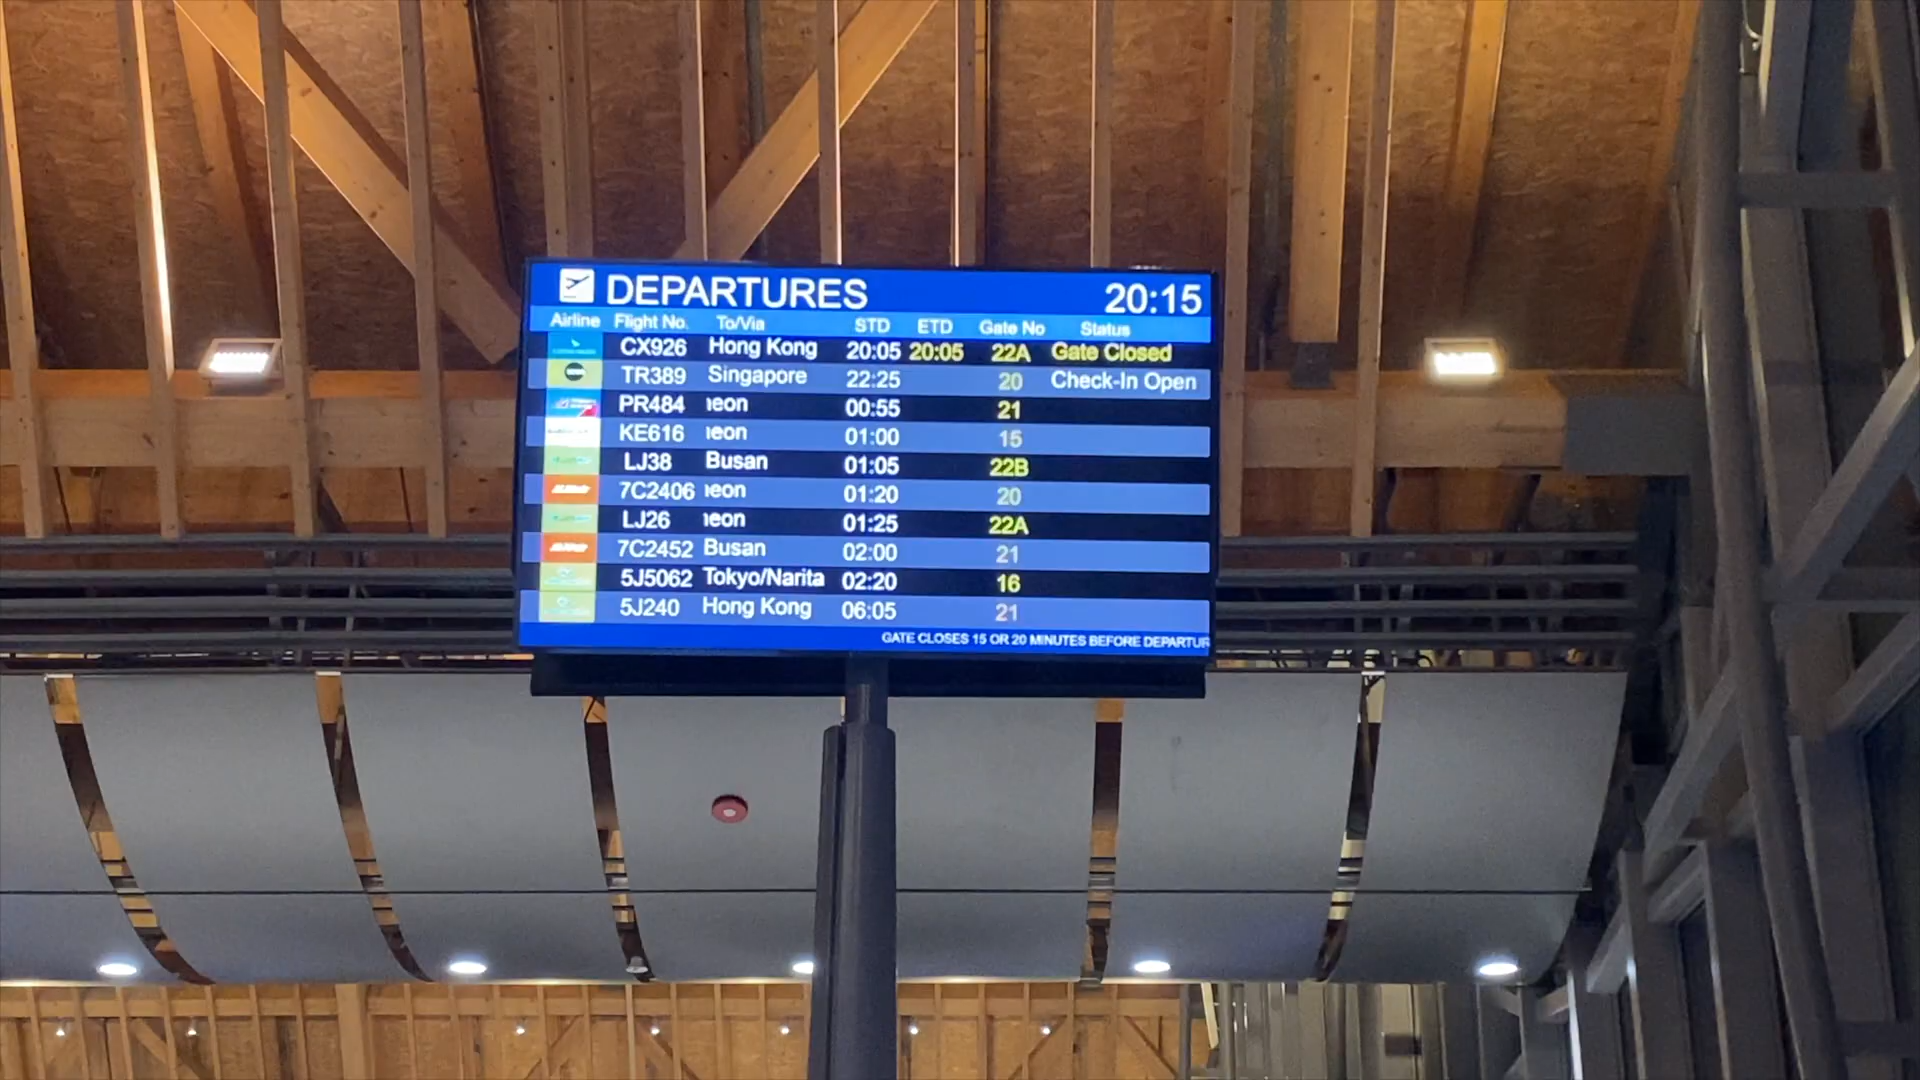 DEPARTURES 20:15
Airline Flight No. To/Via STD ETD Gate No Status
CX926 Hong Kong 20:05 20:05 22A Gate Closed
TR389 Singapore 22:25 20 Check-In Open
PR484 eon 00:55 21
KE616 eon 01:00 15
LJ38 Busan 01:05 22B
7C2406 eon 01:20 20
LJ26 eon 01:25 22A
7C2452 Busan 02:00 21
5J5062 Tokyo/Narita 02:20 16
5J240 Hong Kong 06:05 21
GATE CLOSES 15 OR 20 MINUTES BEFORE DEPARTUR